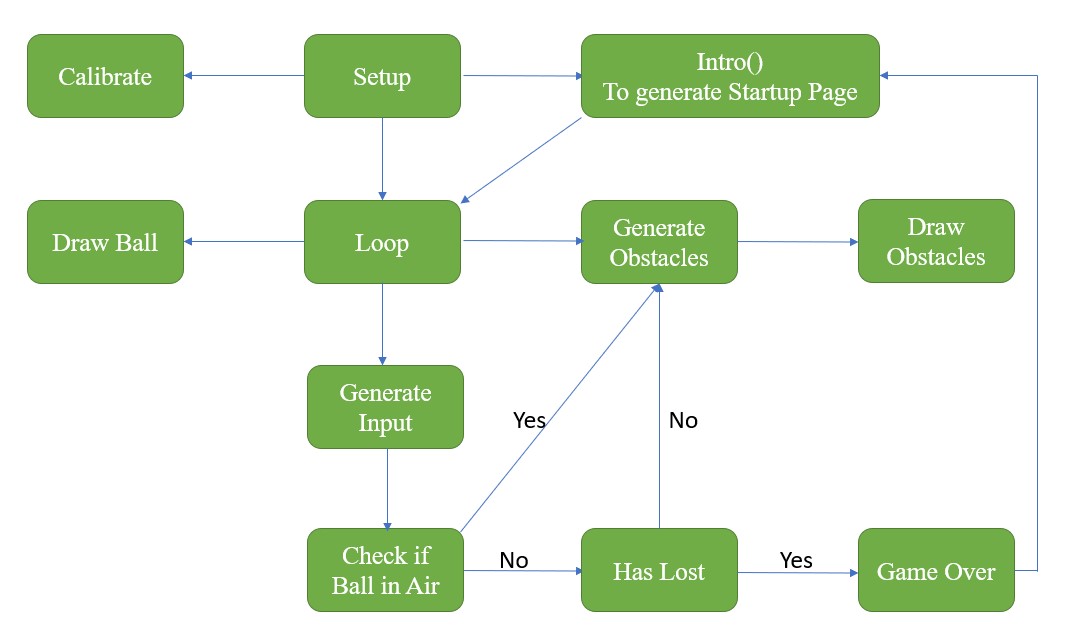 Calibrate
Setup
Intro()
To generate Startup Page
Draw Ball
Loop
Generate
Obstacles
Draw
Obstacles
Generate
Input
Yes
No
Check if
Ball in Air
No
Has Lost
Yes
Game Over